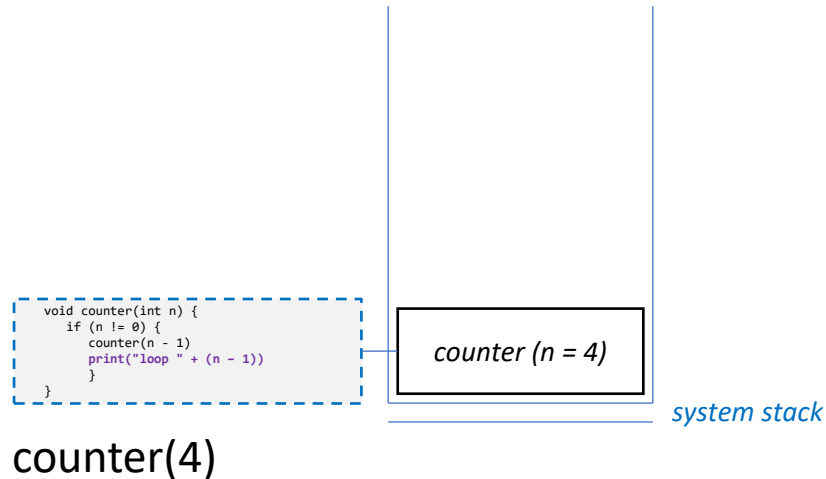 void counter(int n) {
if (n != 0) {
counter(n - 1)
print("loop " + (n – 1))
}
}
counter (n = 4)
system stack
counter(4)